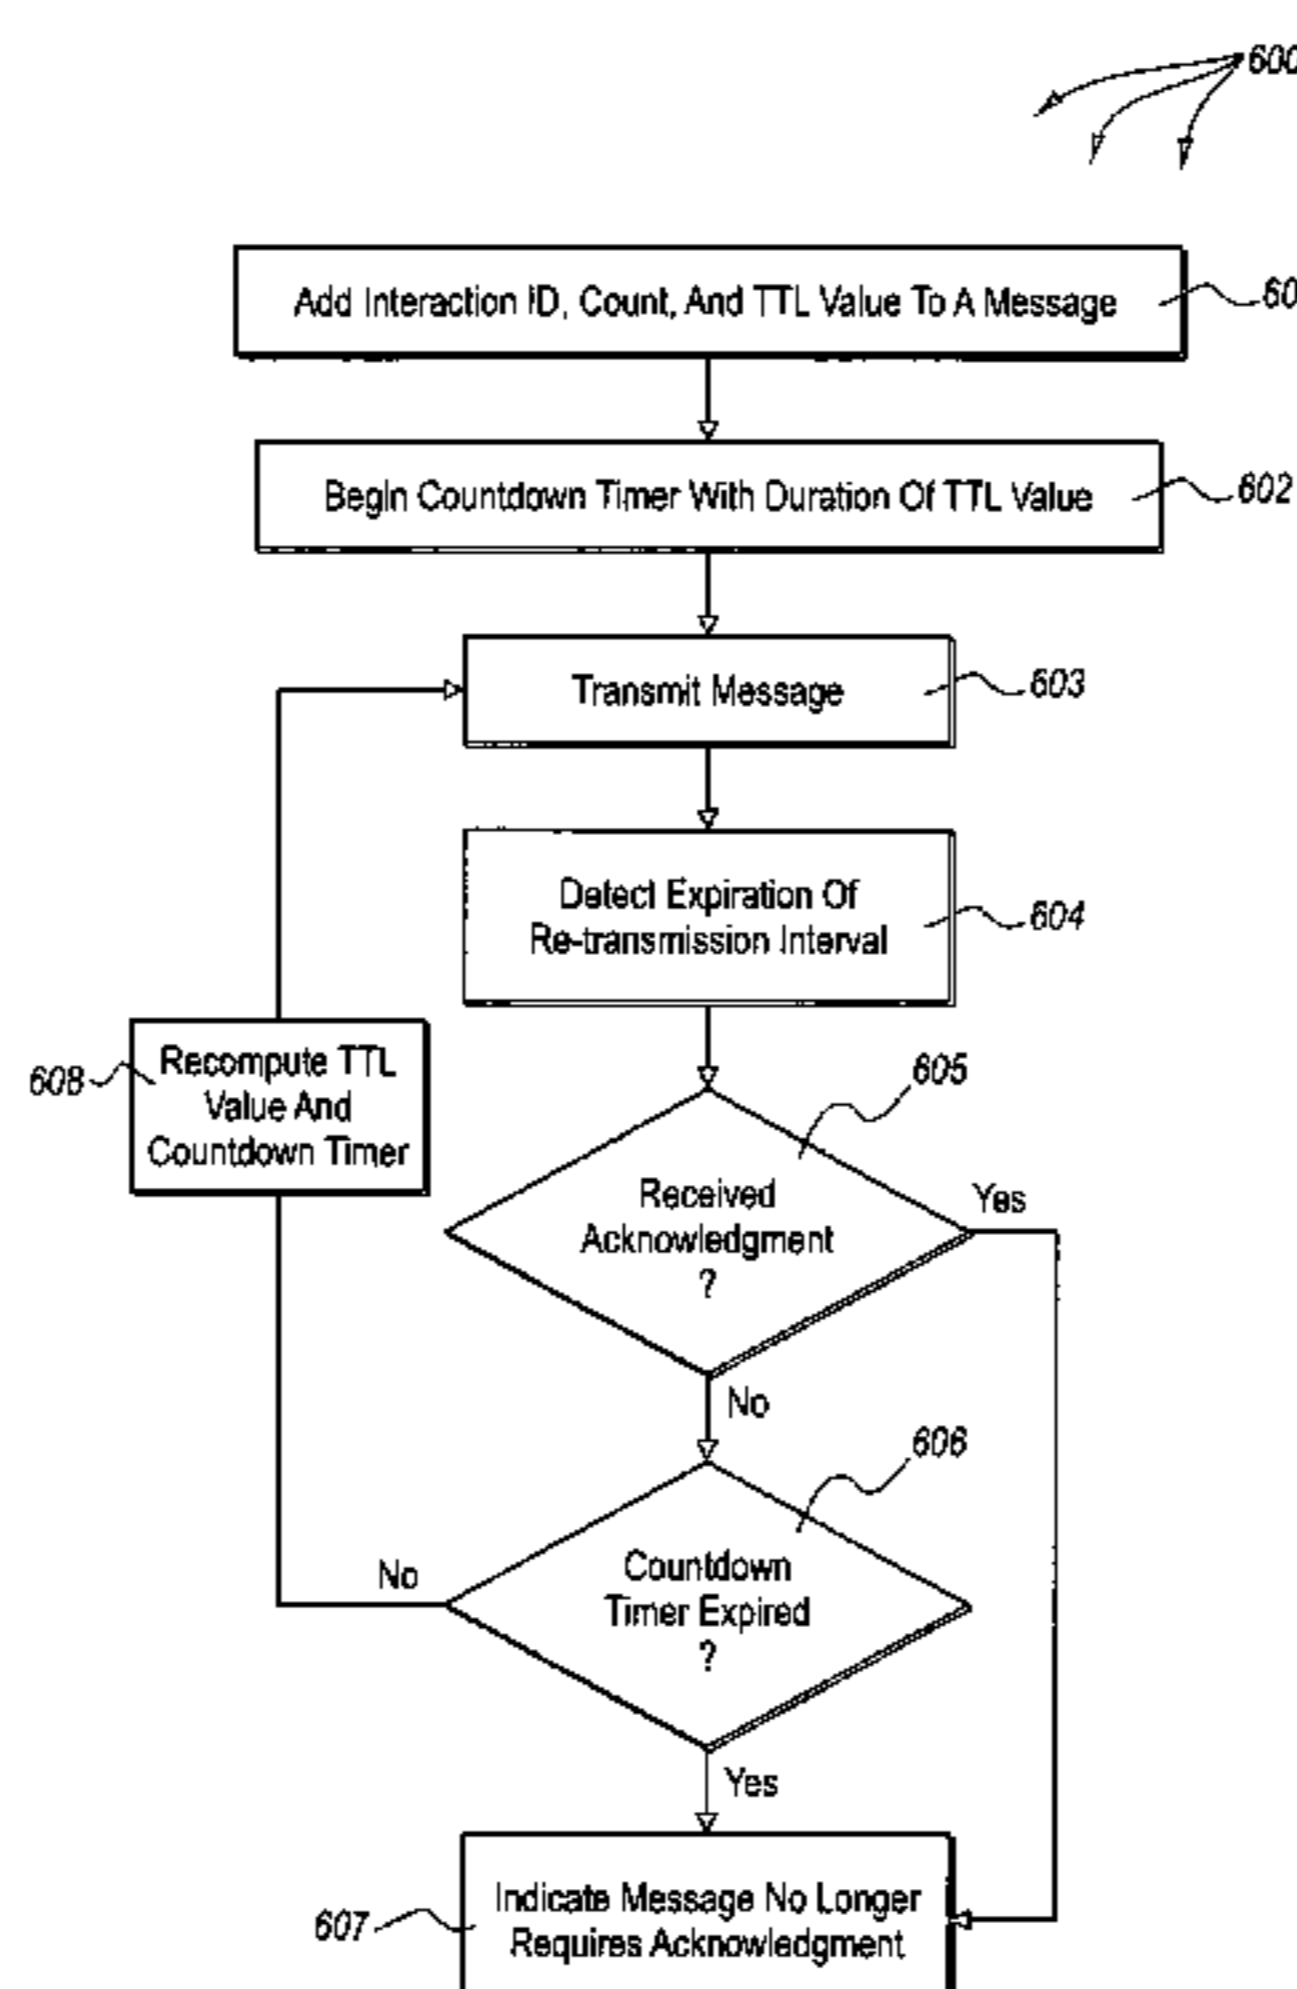 600
Add Interaction ID, Count, And TTL Value To A Message
60
Begin Countdown Timer With Duration Of TTL Value
602
Transmit Message
603
Detect Expiration Of
Re-transmission Interval
604
608
Recompute TTL
Value And
Countdown Timer
605
Received
Acknowledgment
?
Yes
No
606
Countdown
Timer Expired
?
No
Yes
607
Indicate Message No Longer
Requires Acknowledgment